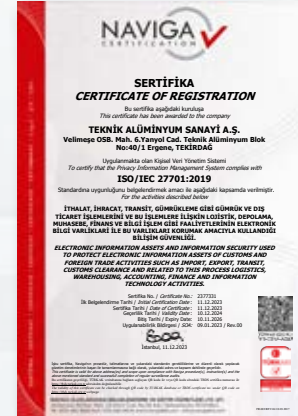 NAVIGA
CERTIFICATION
SERTİFİKA
CERTIFICATE OF REGISTRATION
Bu sertifika aşağıdaki kuruluşa
This certificate has been awarded to the company
TEKNİK ALÜMİNYUM SANAYİ A.Ş.
Velimeşe OSB. Mah. 6.Yanyol Cad. Teknik Alüminyum Blok
No:40/1 Ergene, TEKİRDAĞ
Uygulanmakta olan Kişisel Veri Yönetim Sistemi
To certify that the Privacy Information Management System complies with
ISO/IEC 27701:2019
Standardına uygunluğunu belgelendirmek amacı ile aşağıdaki kapsamda verilmiştir.
For the activities described below
İTHALAT, İHRACAT, TRANSİT, GÜMRÜKLEME GİBİ GÜMRÜK VE DIŞ
TİCARET İŞLEMLERİNİ VE BU İŞLEMLERE İLİŞKİN LOJİSTİK, DEPOLAMA,
MUHASEBE, FİNANS VE BİLGİ İŞLEM GİBİ FAALİYETLERİNİN ELEKTRONİK
BİLGİ VARLIKLARI İLE BU VARLIKLARI KORUMAK AMACIYLA KULLANDIĞI
BİLİŞİM GÜVENLİĞİ.
ELECTRONIC INFORMATION ASSETS AND INFORMATION SECURITY USED
TO PROTECT ELECTRONIC INFORMATION ASSETS OF CUSTOMS AND
FOREIGN TRADE ACTIVITIES SUCH AS IMPORT, EXPORT, TRANSIT,
CUSTOMS CLEARANCE AND RELATED TO THIS PROCESS LOGISTICS,
WAREHOUSING, ACCOUNTING, FINANCE AND INFORMATION
TECHNOLOGY ACTIVITIES.
Sertifika No. / Certificate No.: 2377331
İlk Belgelendirme Tarihi / Initial Certification Date: 11.12.2023
Sertifika Tarihi / Date of Certificate: 11.12.2023
Geçerlilik Tarihi / Validity Date: 10.12.2024
Bitiş Tarihi / Expiry Date: 10.11.2026
Uygulanabilirlik Bildirgesi / SOA: 09.01.2023 / Rev.00
İstanbul, 11.12.2023